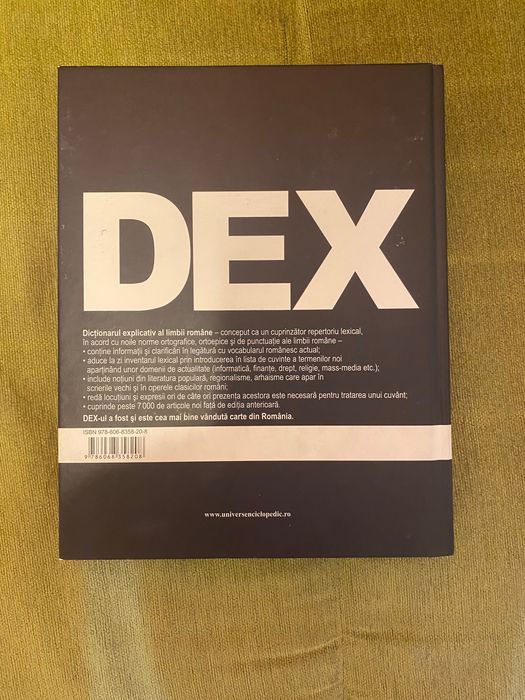 DEX
Dicționarul explicativ al limbii române – conceput ca un cuprinzător repertoriu lexical,
în acord cu noile norme ortografice, ortoepice și de punctuație ale limbii române –
• conține informații și clarificări în legătură cu vocabularul românesc actual;
• aduce la zi inventarul lexical prin introducerea în lista de cuvinte a termenilor noi
aparținând unor domenii de actualitate (informatică, finanțe, drept, religie, mass-media etc.);
• include noțiuni din literatura populară, regionalisme, arhaisme care apar în
scrierile vechi și în operele clasicilor români;
• redă locuțiuni și expresii ori de câte ori prezența acestora este necesară pentru tratarea unui cuvânt;
• cuprinde peste 7 000 de articole noi față de ediția anterioară.
DEX-ul a fost și este cea mai bine vândută carte din România.
ISBN 978-606-8358-20-8
9 786068 358208
www.universenciclopedic.ro